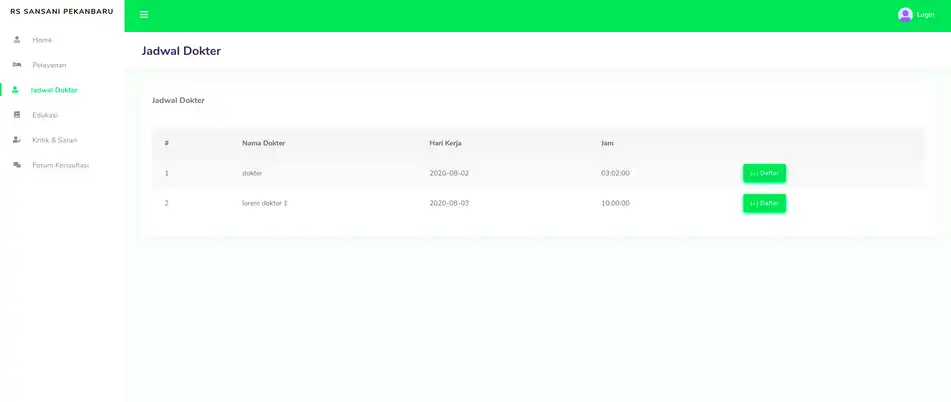 RS SANSANI PEKANBARU
Login
Home
Pelayanan
Jadwal Dokter
Edukasi
Kritik & Saran
Forum Konsultasi
Jadwal Dokter
Jadwal Dokter
# Nama Dokter Hari Kerja Jam
1 dokter 2020-08-02 03:02:00 (+) Daftar
2 lorem doktor 1 2020-08-03 10:00:00 (+) Daftar